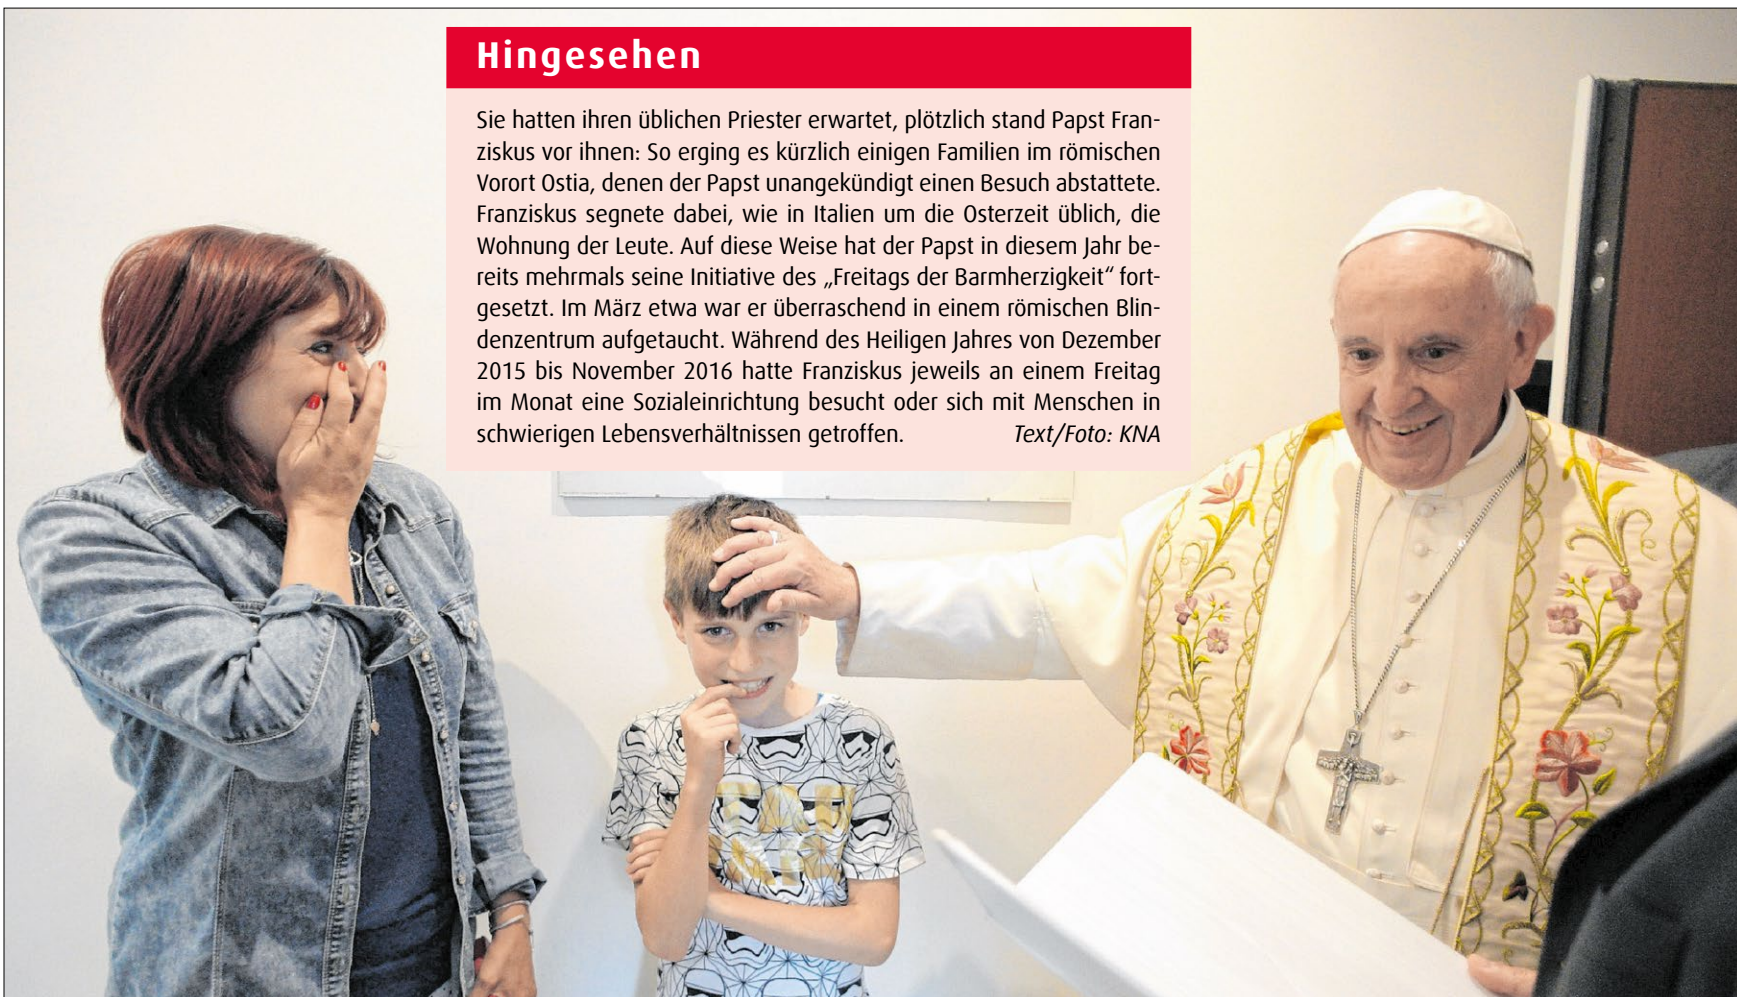 Hingesehen
Sie hatten ihren üblichen Priester erwartet, plötzlich stand Papst Fran-
ziskus vor ihnen: So erging es kürzlich einigen Familien im römischen
Vorort Ostia, denen der Papst unangekündigt einen Besuch abstattete.
Franziskus segnete dabei, wie in Italien um die Osterzeit üblich, die
Wohnung der Leute. Auf diese Weise hat der Papst in diesem Jahr be-
reits mehrmals seine Initiative des „Freitags der Barmherzigkeit“ fort-
gesetzt. Im März etwa war er überraschend in einem römischen Blin-
denzentrum aufgetaucht. Während des Heiligen Jahres von Dezember
2015 bis November 2016 hatte Franziskus jeweils an einem Freitag
im Monat eine Sozialeinrichtung besucht oder sich mit Menschen in
schwierigen Lebensverhältnissen getroffen. Text/Foto: KNA